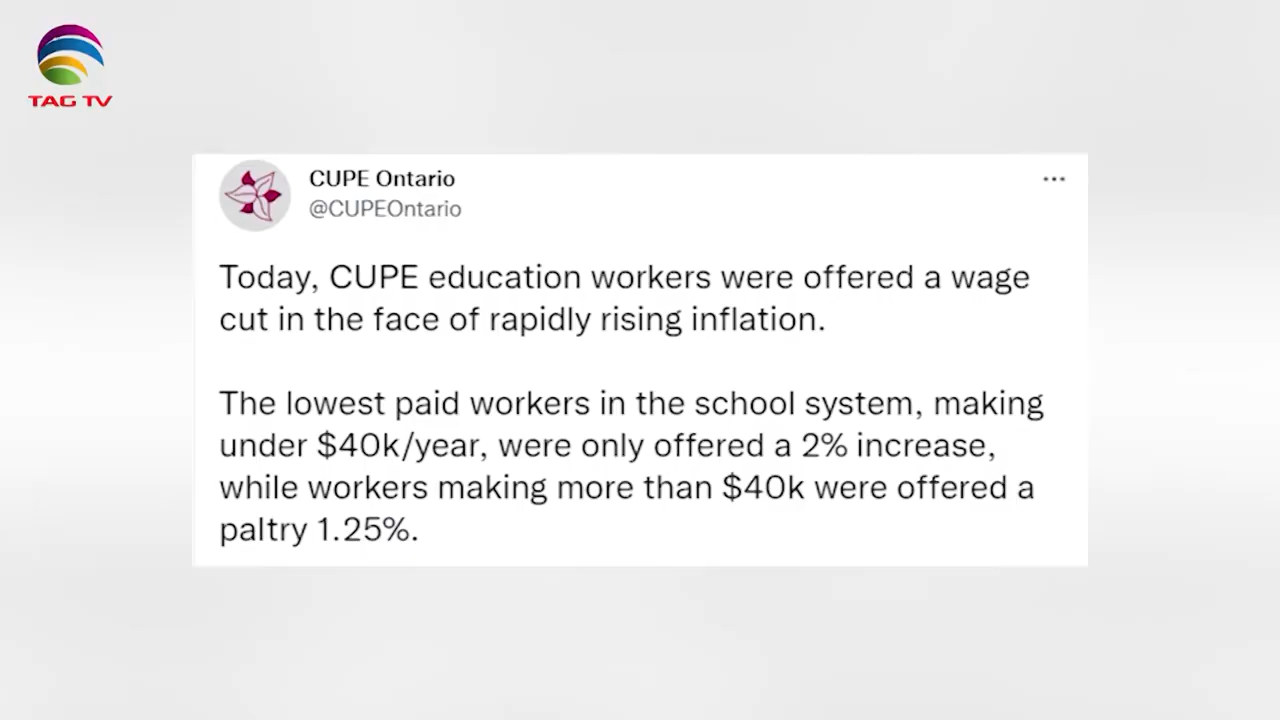 TAG TV
CUPE Ontario
@CUPEOntario
...
Today, CUPE education workers were offered a wage
cut in the face of rapidly rising inflation.
The lowest paid workers in the school system, making
under $40k/year, were only offered a 2% increase,
while workers making more than $40k were offered a
paltry 1.25%.